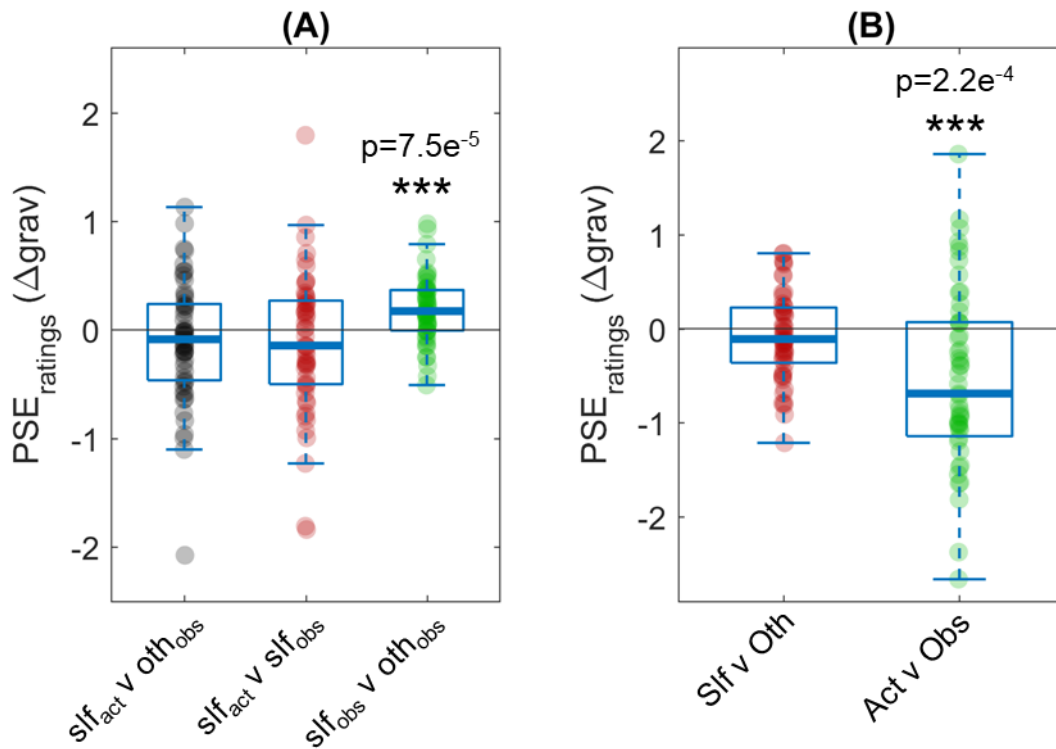 (A)
p=7.5e-5
***
PSEratings (Δgrav)
2
1
0
-1
-2
slfact v othobs
slfact v slfobs
slfobs v othobs
(B)
p=2.2e-4
***
PSEratings (Δgrav)
2
1
0
-1
-2
Slf v Oth
Act v Obs